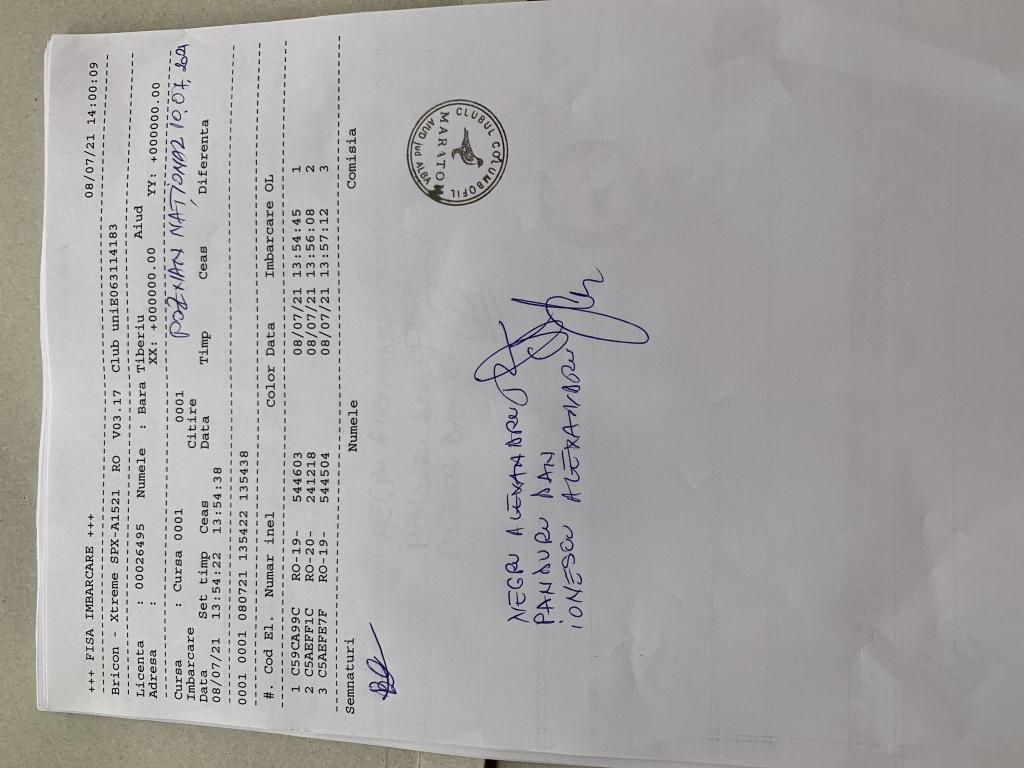 +++ FISA IMBARCARE +++ 08/07/21 14:00:09
Bricon - Xtreme SPX-A1521 RO V03.17 Club uniE063114183
Licenta : 00026495 Numele : Bara Tiberiu Aiud
Adresa : XX: +0000000.00 YY: +0000000.00
Cursa : Cursa 0001 0001 POZNAN NATIONAL 10.07.2021
Imbarcare Citire
Data Set timp Ceas Data Timp Ceas Diferenta
08/07/21 13:54:22 13:54:38
0001 0001 080721 135422 135438
#. Cod El. Numar inel Color Data Imbarcare OL
1 C59CA99C RO-19- 544603 08/07/21 13:54:45 1
2 C5AEFF1C RO-20- 241218 08/07/21 13:56:08 2
3 C5AEFE7F RO-19- 544504 08/07/21 13:57:12 3
Semnaturi Numele Comisia
CLUBUL COLUMBOFIL
MARATON
AIUD Jud ALBA
NEGRU ALEXANDRU
PANDURU DAN
IONESCU ALEXANDRU